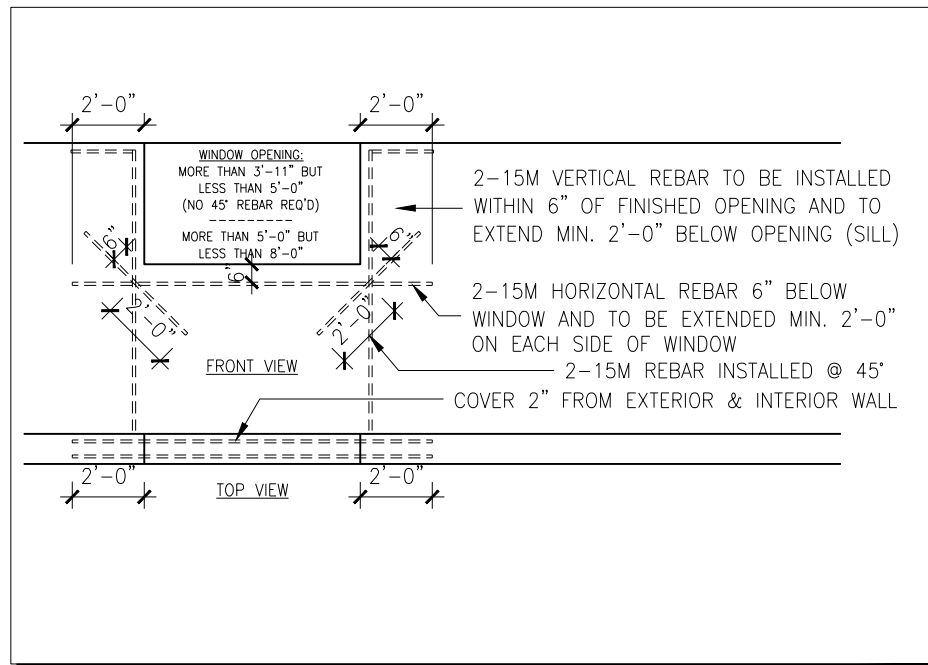 2'-0" 2'-0"
WINDOW OPENING:
MORE THAN 3'-11" BUT
LESS THAN 5'-0"
(NO 45° REBAR REQ'D)
----------
MORE THAN 5'-0" BUT
LESS THAN 8'-0"
2-15M VERTICAL REBAR TO BE INSTALLED
WITHIN 6" OF FINISHED OPENING AND TO
EXTEND MIN. 2'-0" BELOW OPENING (SILL)
6" 6" 6"
2-15M HORIZONTAL REBAR 6" BELOW
WINDOW AND TO BE EXTENDED MIN. 2'-0"
ON EACH SIDE OF WINDOW
2'-0" 2'-0"
FRONT VIEW
2-15M REBAR INSTALLED @ 45°
COVER 2" FROM EXTERIOR & INTERIOR WALL
2'-0" 2'-0"
TOP VIEW